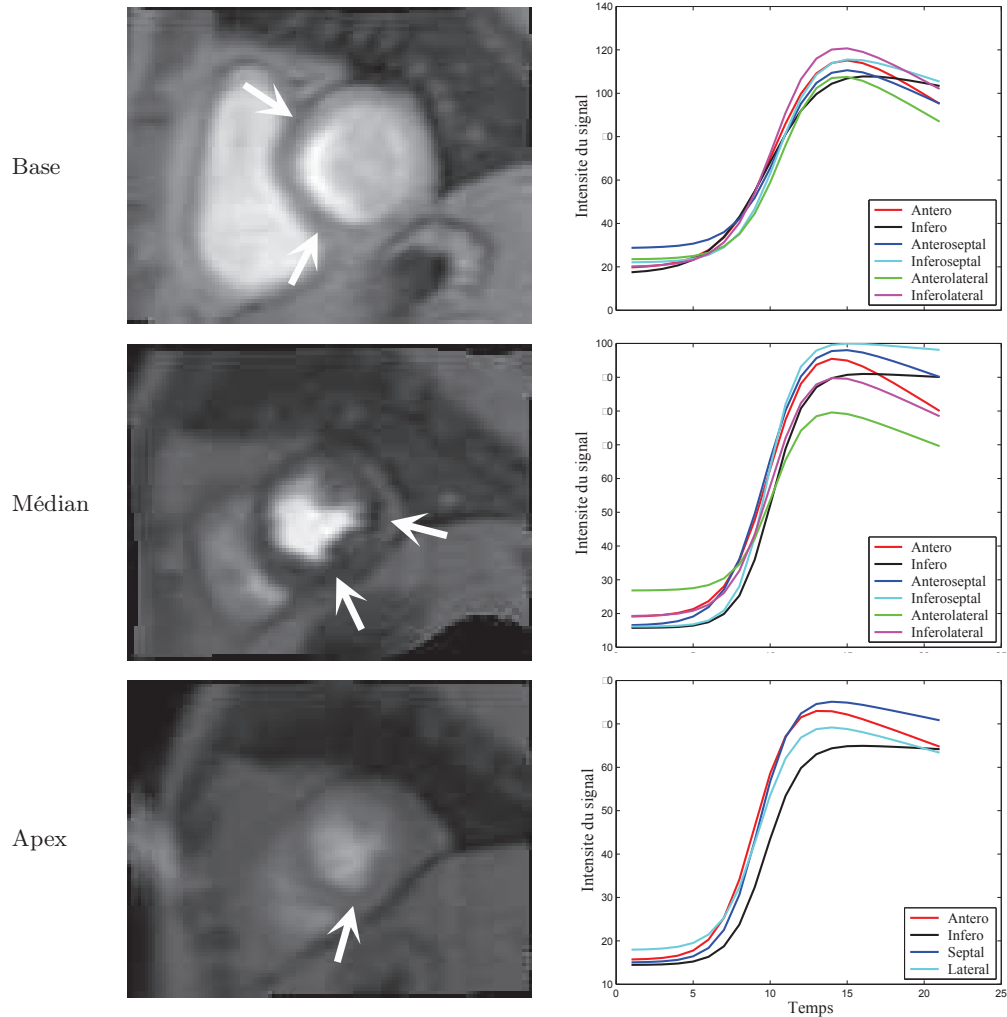 Base
Intensite du signal
140
120
100
60
40
20
0
Antero
Infero
Anteroseptal
Inferoseptal
Anterolateral
Inferolateral
Médian
Intensite du signal
100
50
40
30
20
10
Antero
Infero
Anteroseptal
Inferoseptal
Anterolateral
Inferolateral
Apex
Intensite du signal
60
50
40
30
20
10
0
5
10
15
20
25
Temps
Antero
Infero
Septal
Lateral